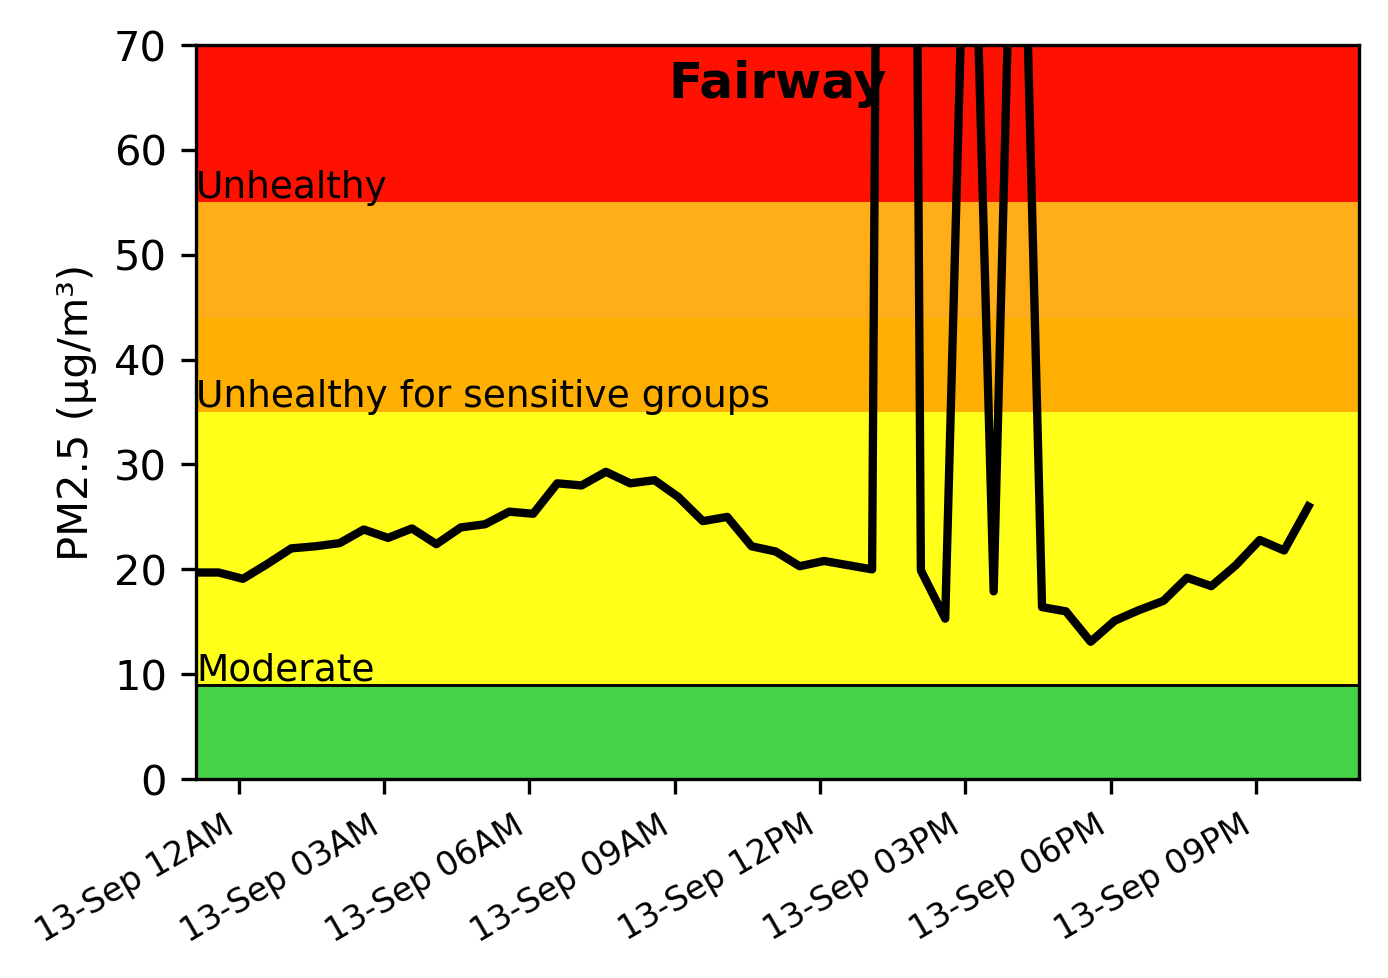 Fairway
PM2.5 (µg/m³)
70
60
50
40
30
20
10
0
Unhealthy
Unhealthy for sensitive groups
Moderate
13-Sep 12AM
13-Sep 03AM
13-Sep 06AM
13-Sep 09AM
13-Sep 12PM
13-Sep 03PM
13-Sep 06PM
13-Sep 09PM